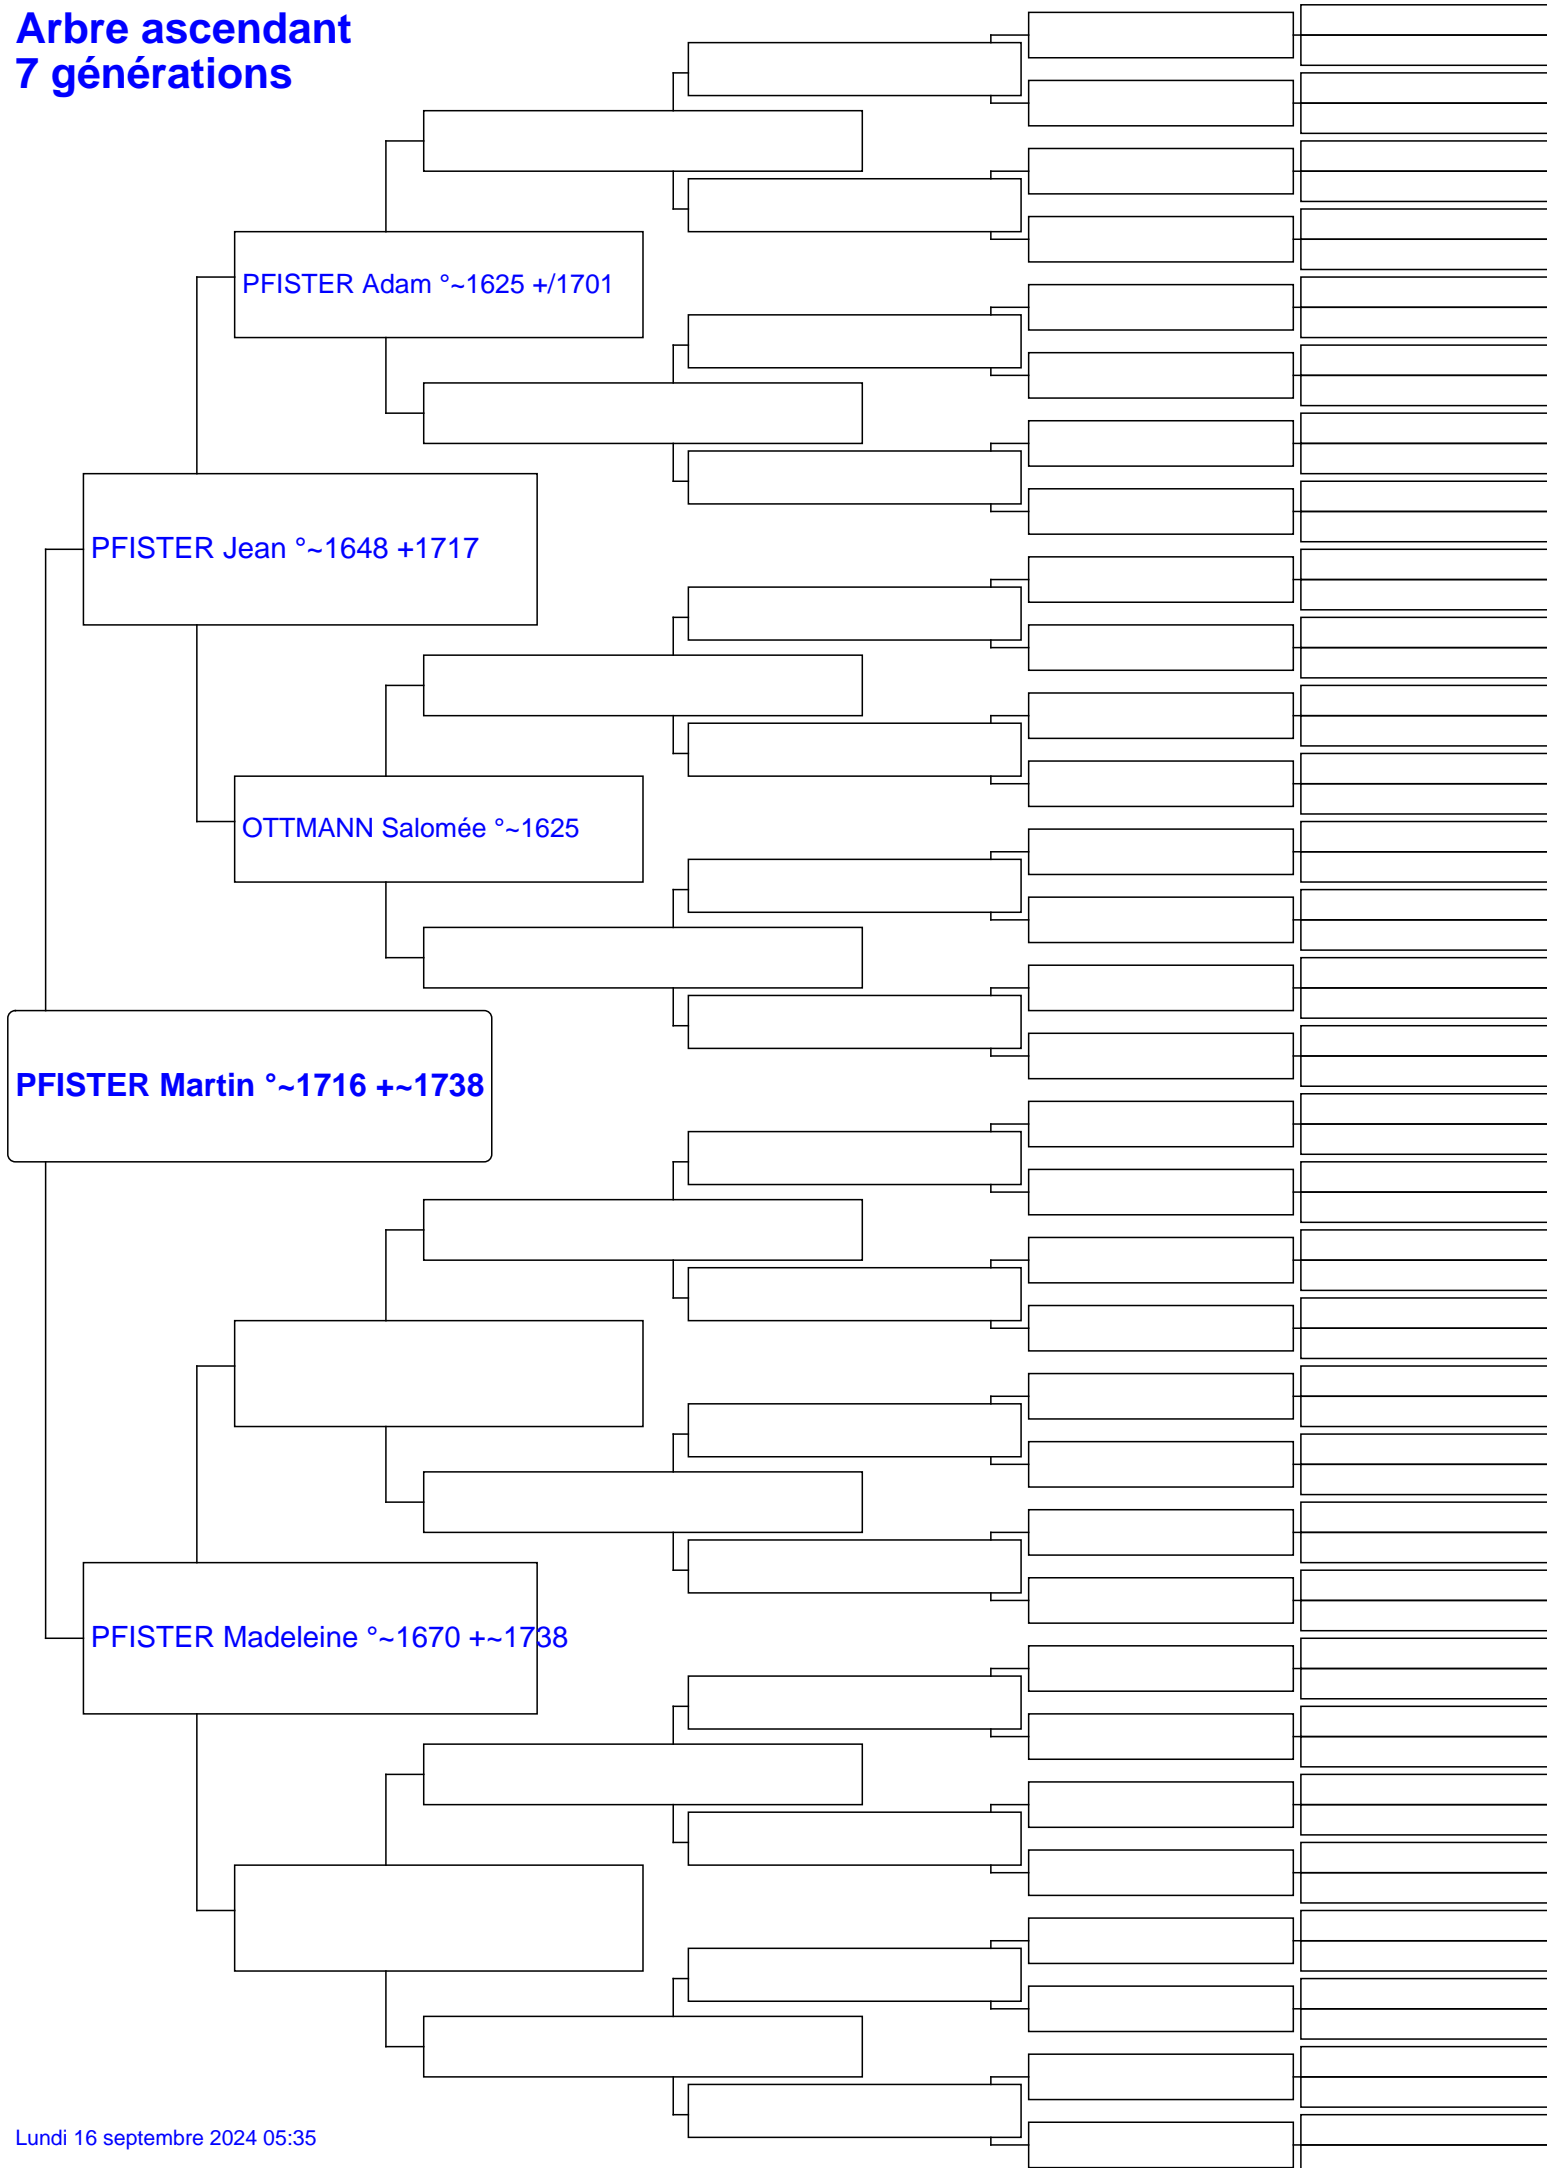 Arbre ascendant
7 générations
PFISTER Adam °~1625 +/1701
PFISTER Jean °~1648 +1717
OTTMANN Salomée °~1625
PFISTER Martin °~1716 +~1738
PFISTER Madeleine °~1670 +~1738
Lundi 16 septembre 2024 05:35